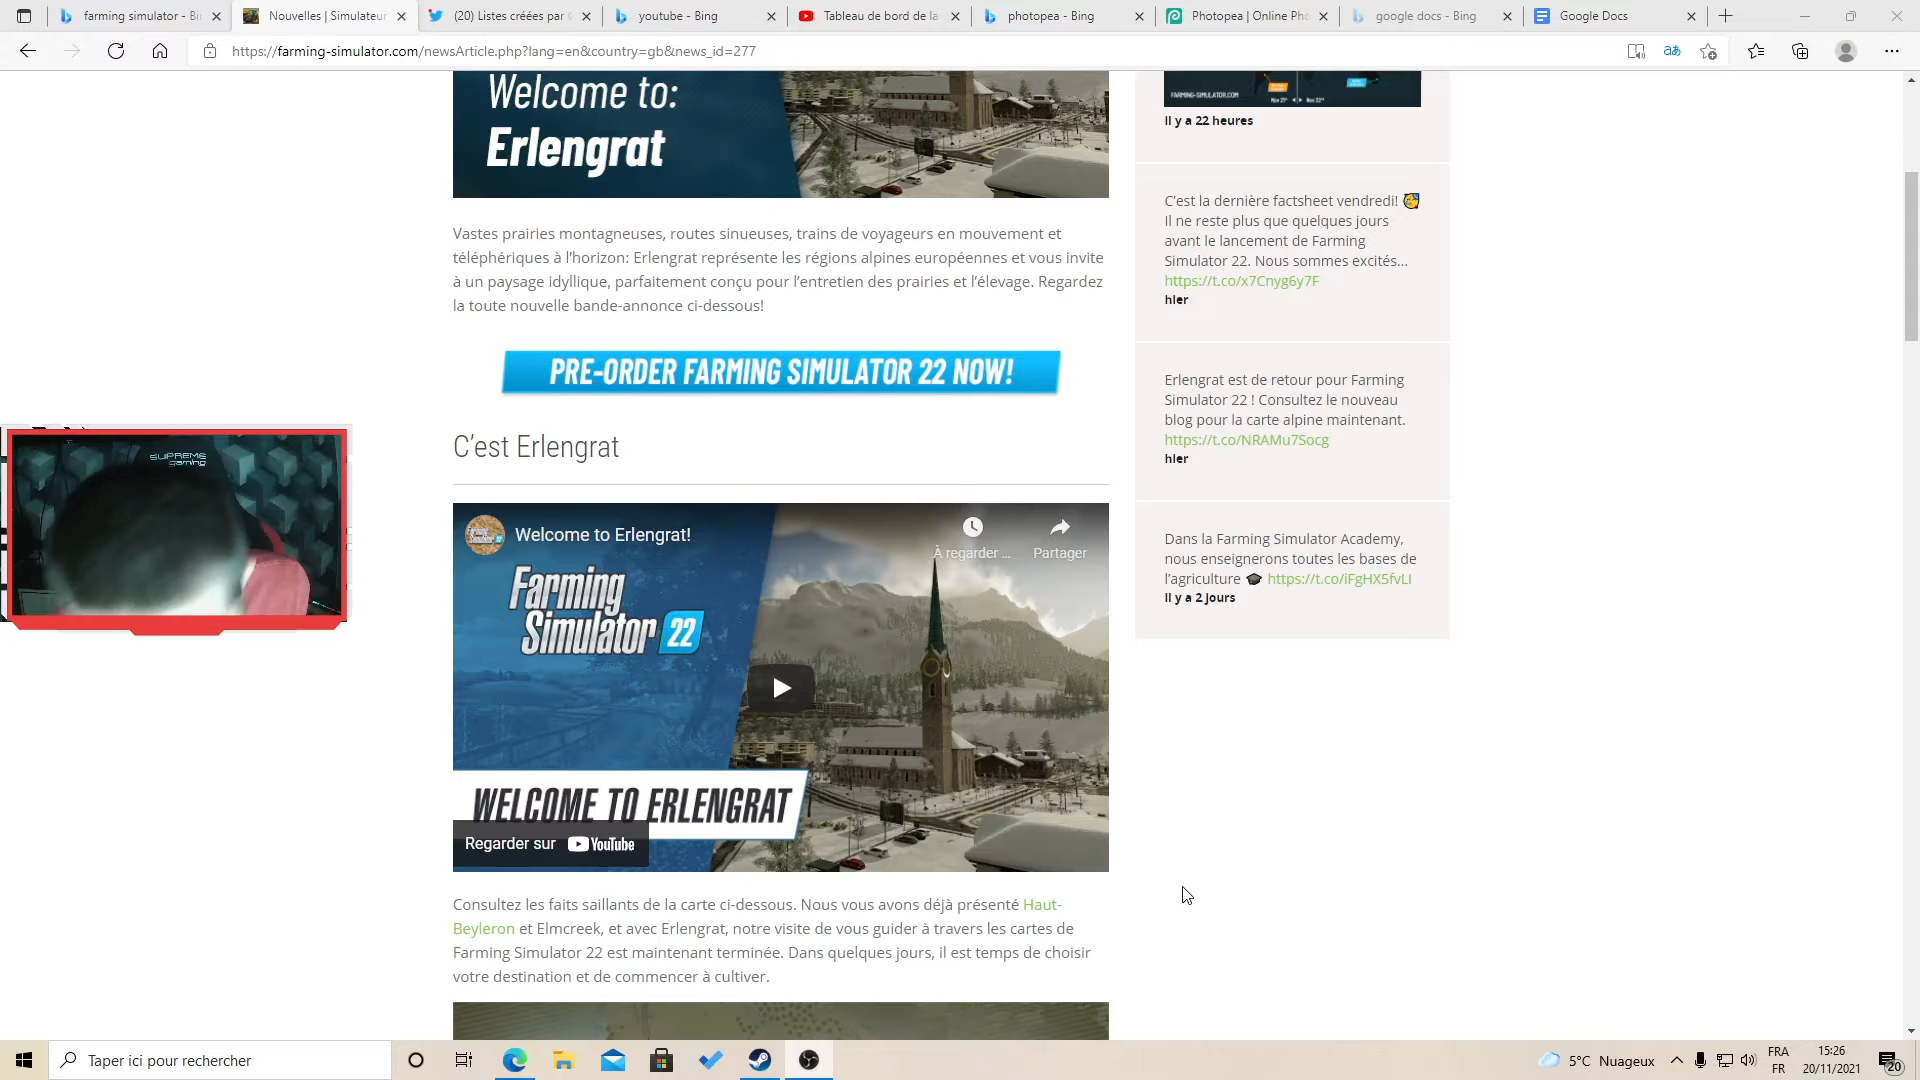 farming simulator - Bi
Nouvelles | Simulateur
(20) Listes créées par
youtube - Bing
Tableau de bord de la
photopea - Bing
Photopea | Online Pho
google docs - Bing
Google Docs
https://farming-simulator.com/newsArticle.php?lang=en&country=gb&news_id=277
Welcome to:
Erlengrat
Vastes prairies montagneuses, routes sinueuses, trains de voyageurs en mouvement et
téléphériques à l'horizon: Erlengrat représente les régions alpines européennes et vous invite
à un paysage idyllique, parfaitement conçu pour l'entretien des prairies et l'élevage. Regardez
la toute nouvelle bande-annonce ci-dessous!
PRE-ORDER FARMING SIMULATOR 22 NOW!
C'est Erlengrat
Welcome to Erlengrat!
À regarder ...
Partager
Farming
Simulator 22
WELCOME TO ERLENGRAT
Regarder sur YouTube
Consultez les faits saillants de la carte ci-dessous. Nous vous avons déjà présenté Haut-
Beyleron et Elmcreek, et avec Erlengrat, notre visite de vous guider à travers les cartes de
Farming Simulator 22 est maintenant terminée. Dans quelques jours, il est temps de choisir
votre destination et de commencer à cultiver.
FARMING-SIMULATOR.COM
Nov 21st
Nov 22nd
Il y a 22 heures
C'est la dernière factsheet vendredi! 🥳
Il ne reste plus que quelques jours
avant le lancement de Farming
Simulator 22. Nous sommes excités...
https://t.co/x7Cnyg6y7F
hier
Erlengrat est de retour pour Farming
Simulator 22 ! Consultez le nouveau
blog pour la carte alpine maintenant.
https://t.co/NRAMu7Socg
hier
Dans la Farming Simulator Academy,
nous enseignerons toutes les bases de
l'agriculture 🎓 https://t.co/iFgHX5fvLI
Il y a 2 jours
SUPREME
gaming
Taper ici pour rechercher
5°C Nuageux
FRA
FR
15:26
20/11/2021
20